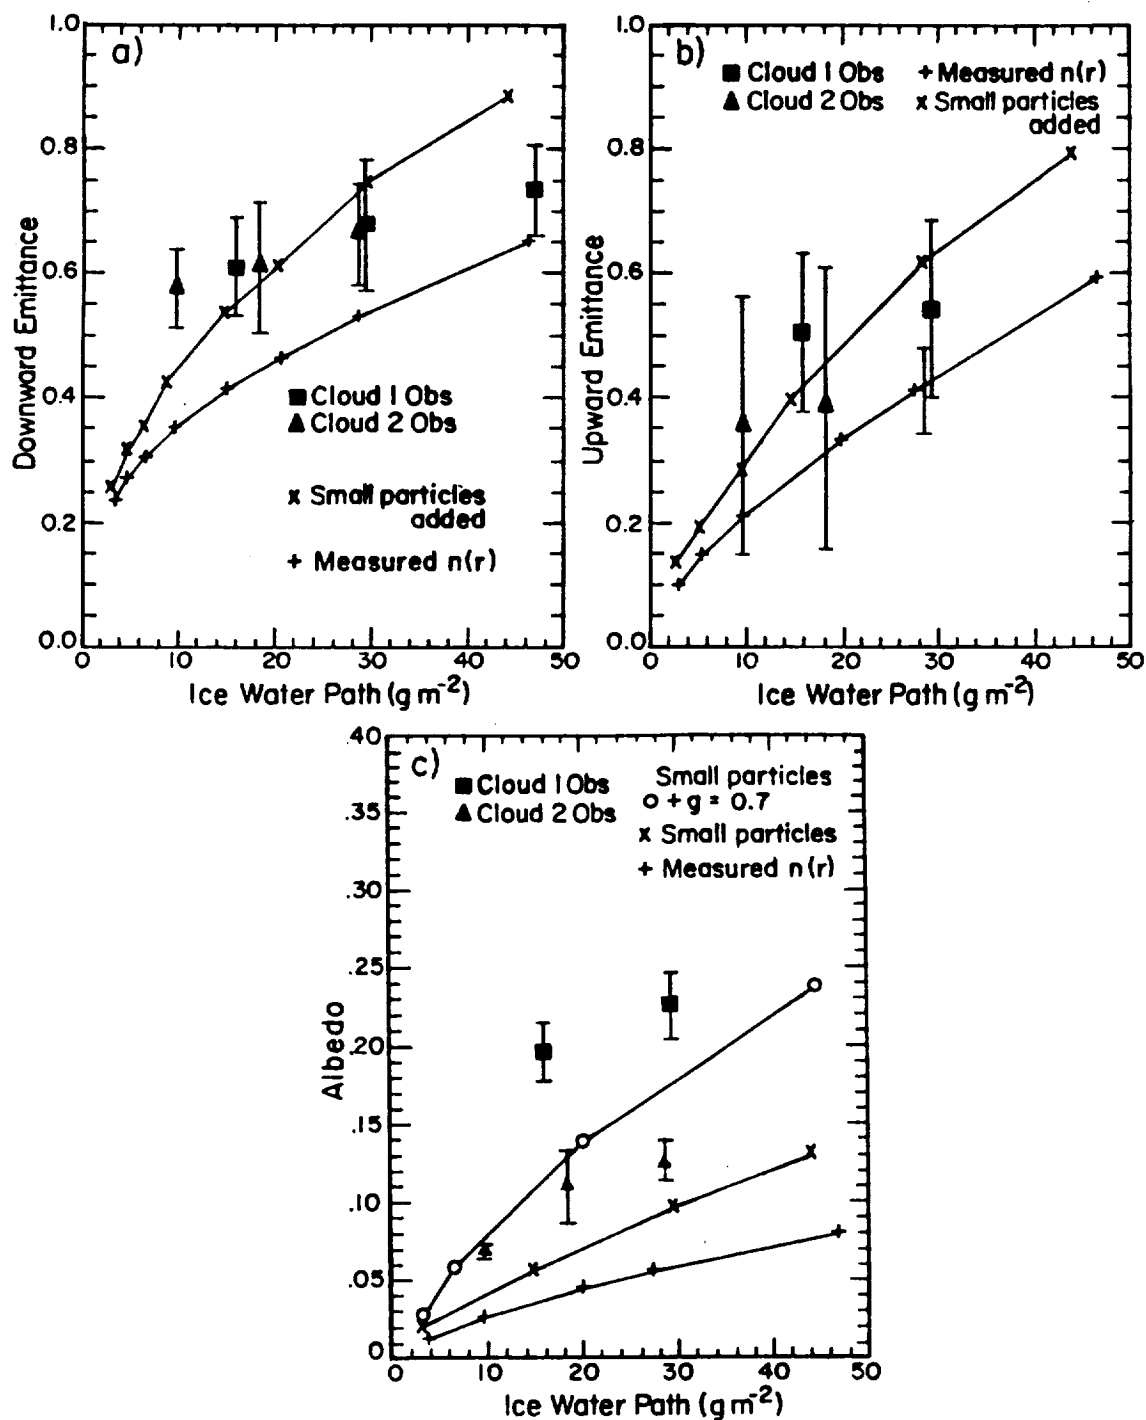 a)
1.0
0.8
0.6
0.4
0.2
0.0
Downward Emittance
■ Cloud 1 Obs
▲ Cloud 2 Obs
x Small particles
added
+ Measured n(r)
0 10 20 30 40 50
Ice Water Path (g m⁻²)
b)
1.0
0.8
0.6
0.4
0.2
0.0
Upward Emittance
■ Cloud 1 Obs + Measured n(r)
▲ Cloud 2 Obs x Small particles
added
0 10 20 30 40 50
Ice Water Path (g m⁻²)
c)
.40
.35
.30
.25
.20
.15
.10
.05
0
Albedo
■ Cloud 1 Obs
▲ Cloud 2 Obs
Small particles
o + g = 0.7
x Small particles
+ Measured n(r)
0 10 20 30 40 50
Ice Water Path (g m⁻²)